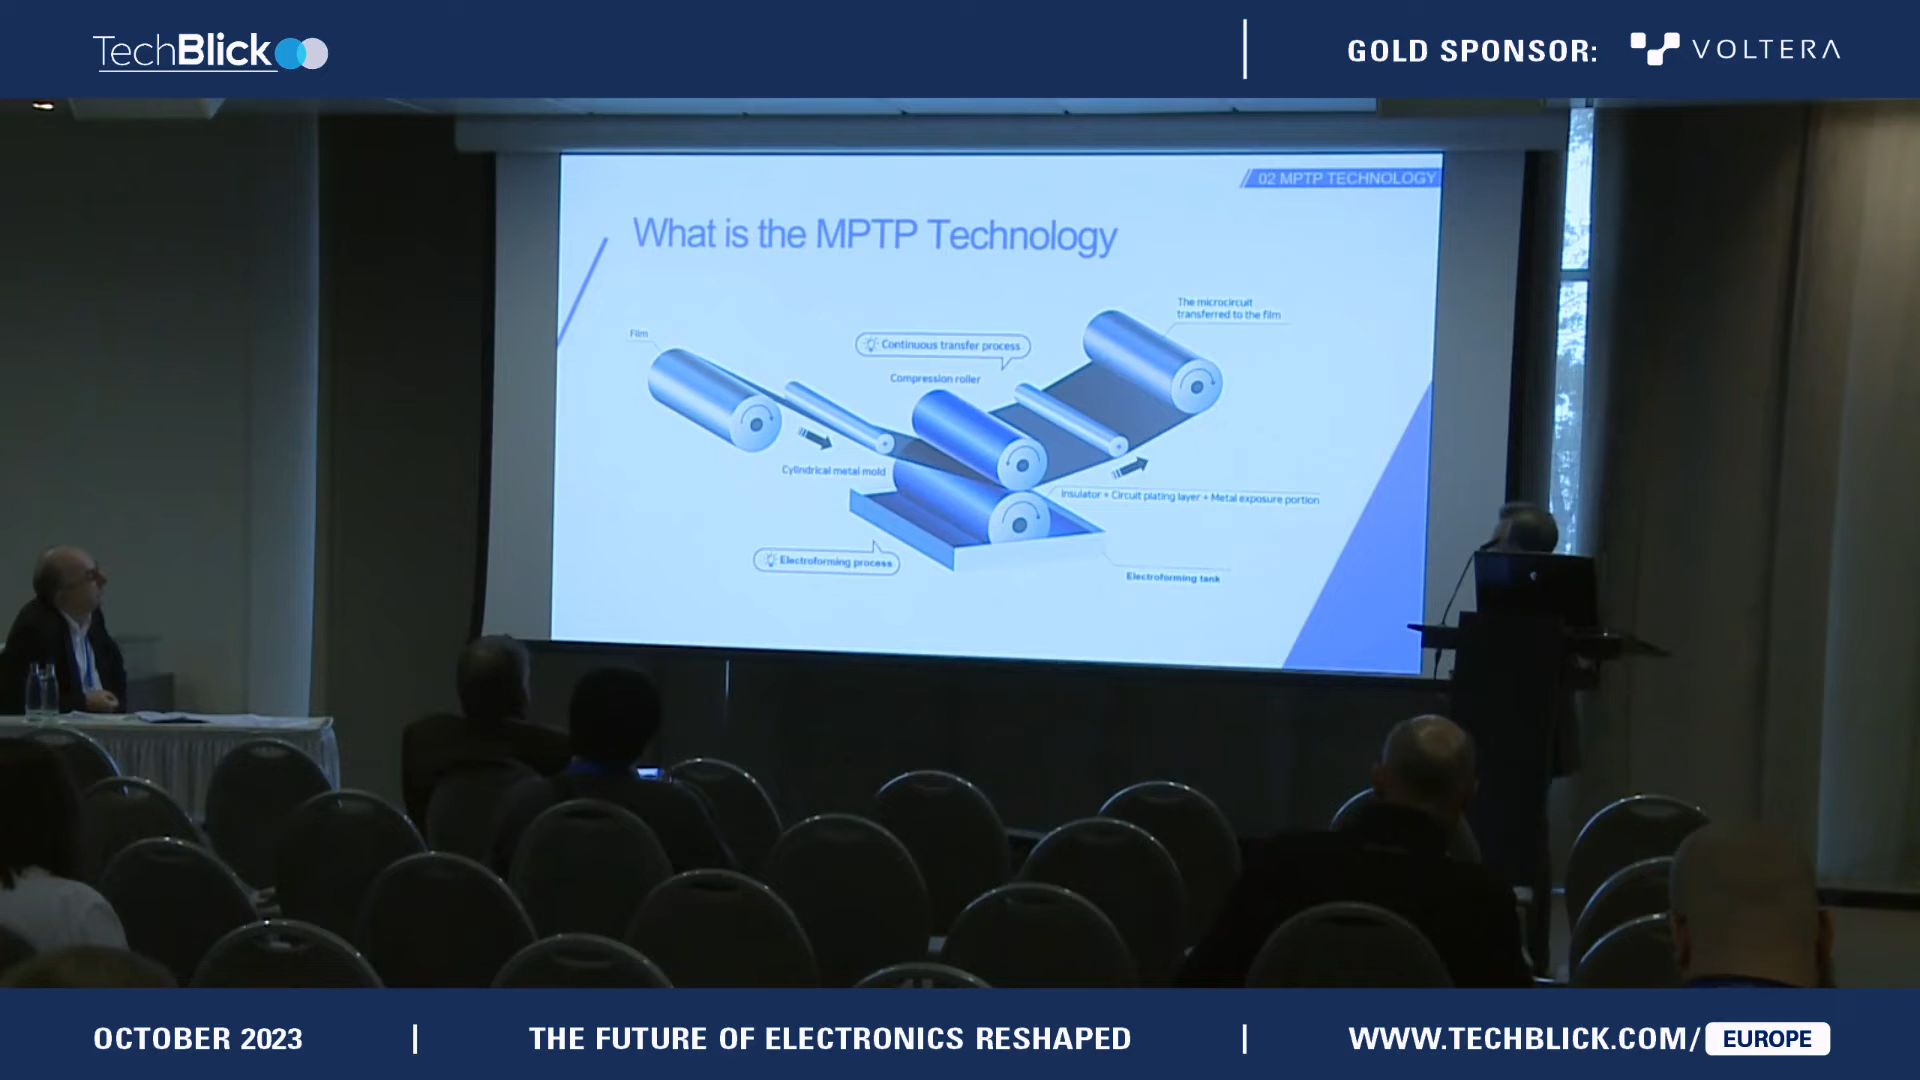 TechBlick
GOLD SPONSOR:
VOLTERA
02 MPTP TECHNOLOGY
What is the MPTP Technology
The microcircuit
transferred to the film
Film
Continuous transfer process
Compression roller
Cylindrical metal mold
Insulator + Circuit plating layer + Metal exposure portion
Electroforming process
Electroforming tank
OCTOBER 2023
THE FUTURE OF ELECTRONICS RESHAPED
WWW.TECHBLICK.COM/EUROPE